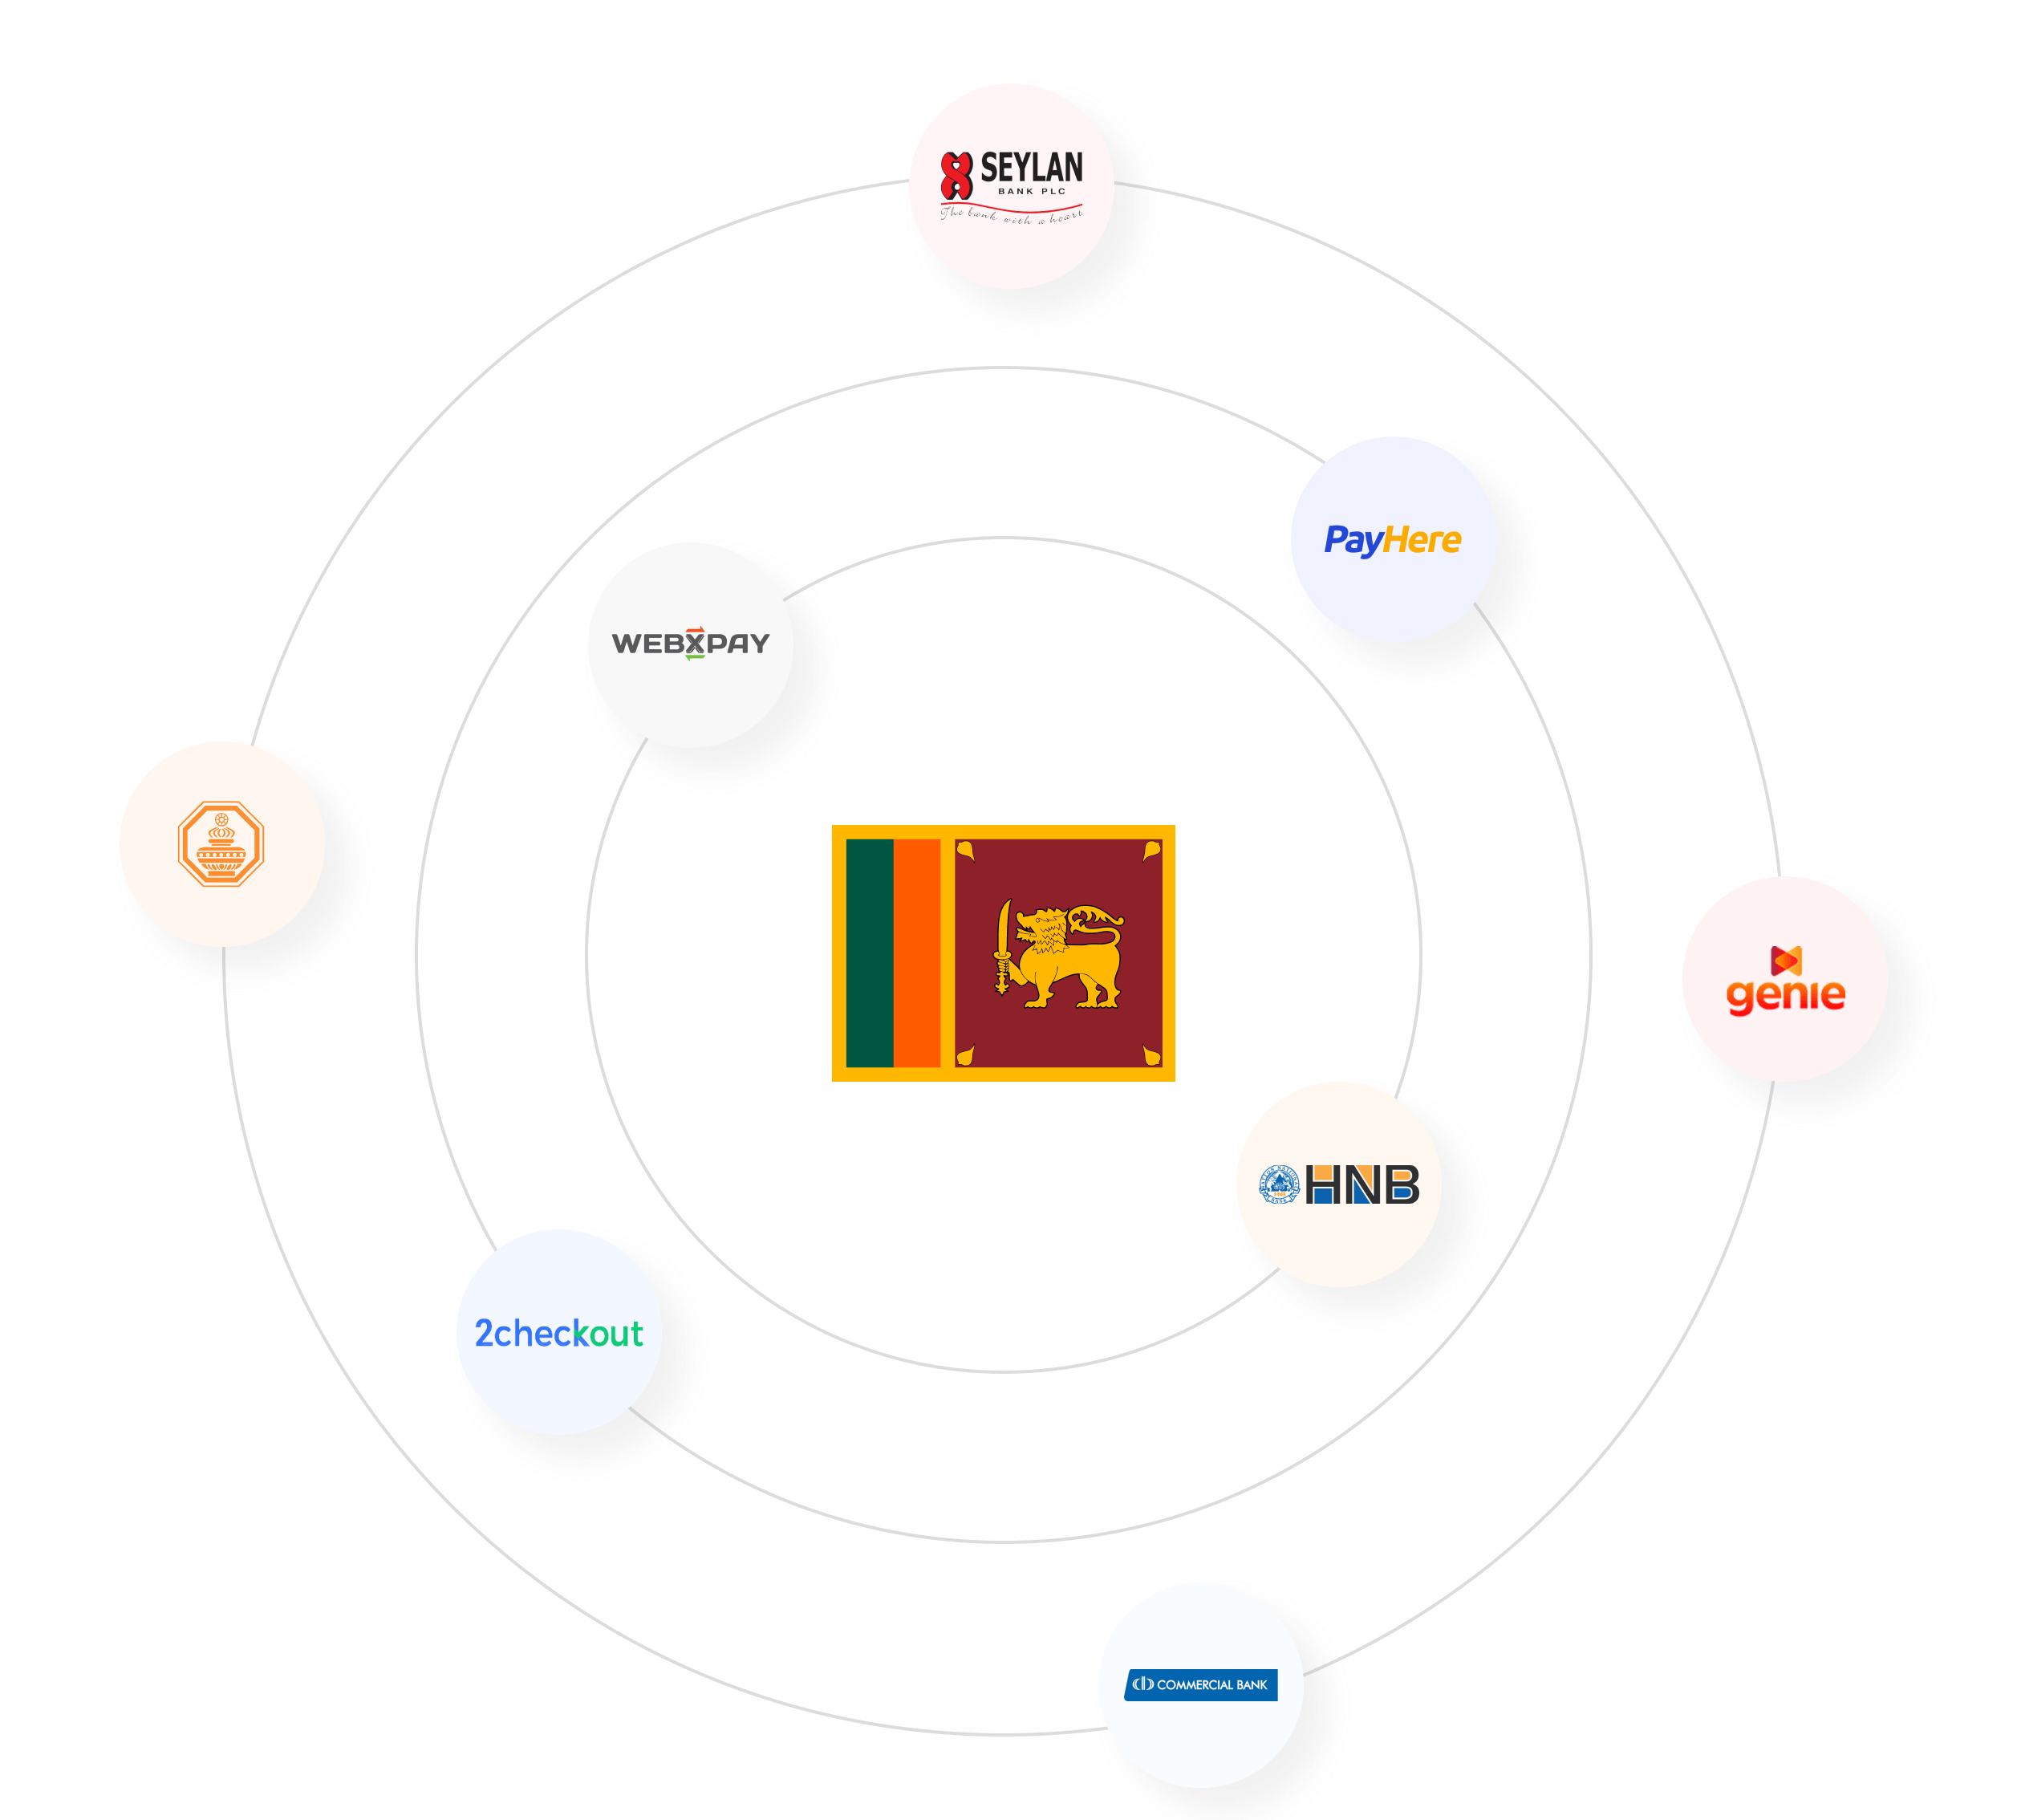 SEYLAN
BANK PLC
The bank with a heart
PayHere
WEBXPAY
genie
HNB
2checkout
COMMERCIAL BANK